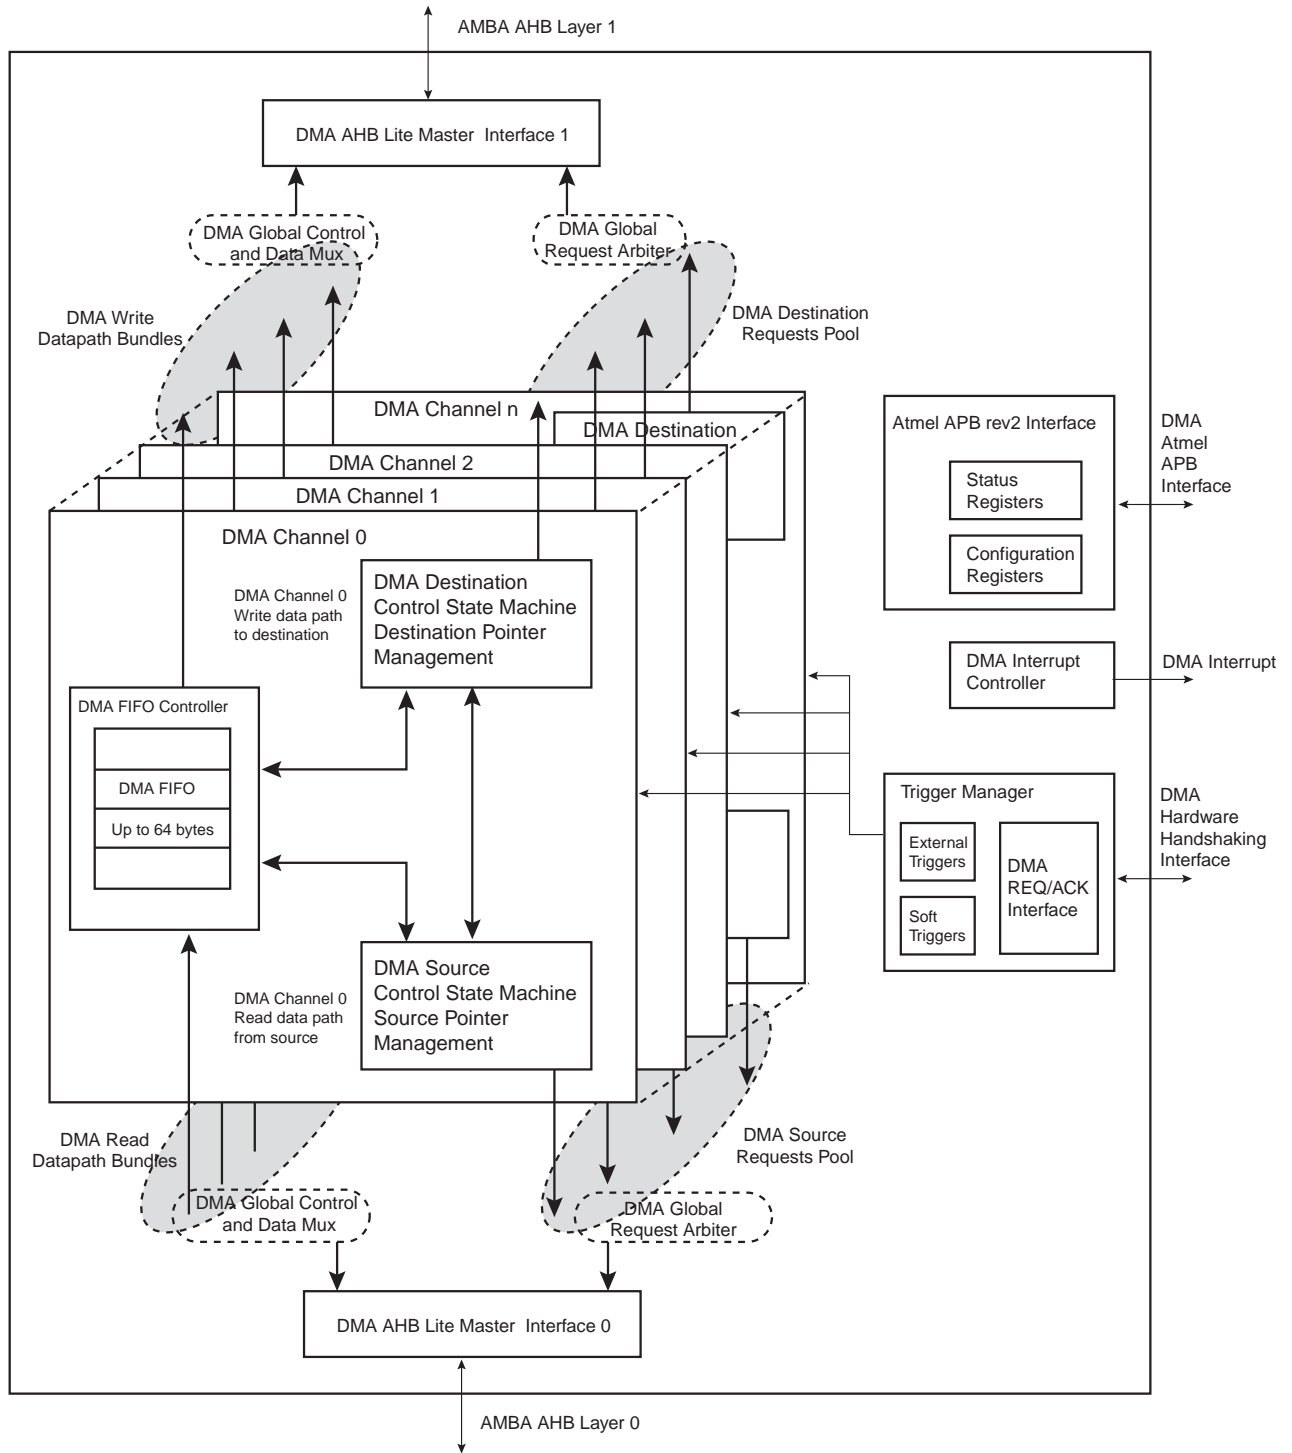 AMBA AHB Layer 1
DMA AHB Lite Master Interface 1
DMA Global Control
and Data Mux
DMA Global
Request Arbiter
DMA Write
Datapath Bundles
DMA Destination
Requests Pool
DMA Channel n
DMA Destination
DMA Channel 2
DMA Channel 1
DMA Channel 0
DMA Channel 0
Write data path
to destination
DMA Destination
Control State Machine
Destination Pointer
Management
DMA FIFO Controller
DMA FIFO
Up to 64 bytes
DMA Channel 0
Read data path
from source
DMA Source
Control State Machine
Source Pointer
Management
Atmel APB rev2 Interface
Status
Registers
Configuration
Registers
DMA
Atmel
APB
Interface
DMA Interrupt
Controller
DMA Interrupt
Trigger Manager
External
Triggers
Soft
Triggers
DMA
REQ/ACK
Interface
DMA
Hardware
Handshaking
Interface
DMA Read
Datapath Bundles
DMA Source
Requests Pool
DMA Global Control
and Data Mux
DMA Global
Request Arbiter
DMA AHB Lite Master Interface 0
AMBA AHB Layer 0